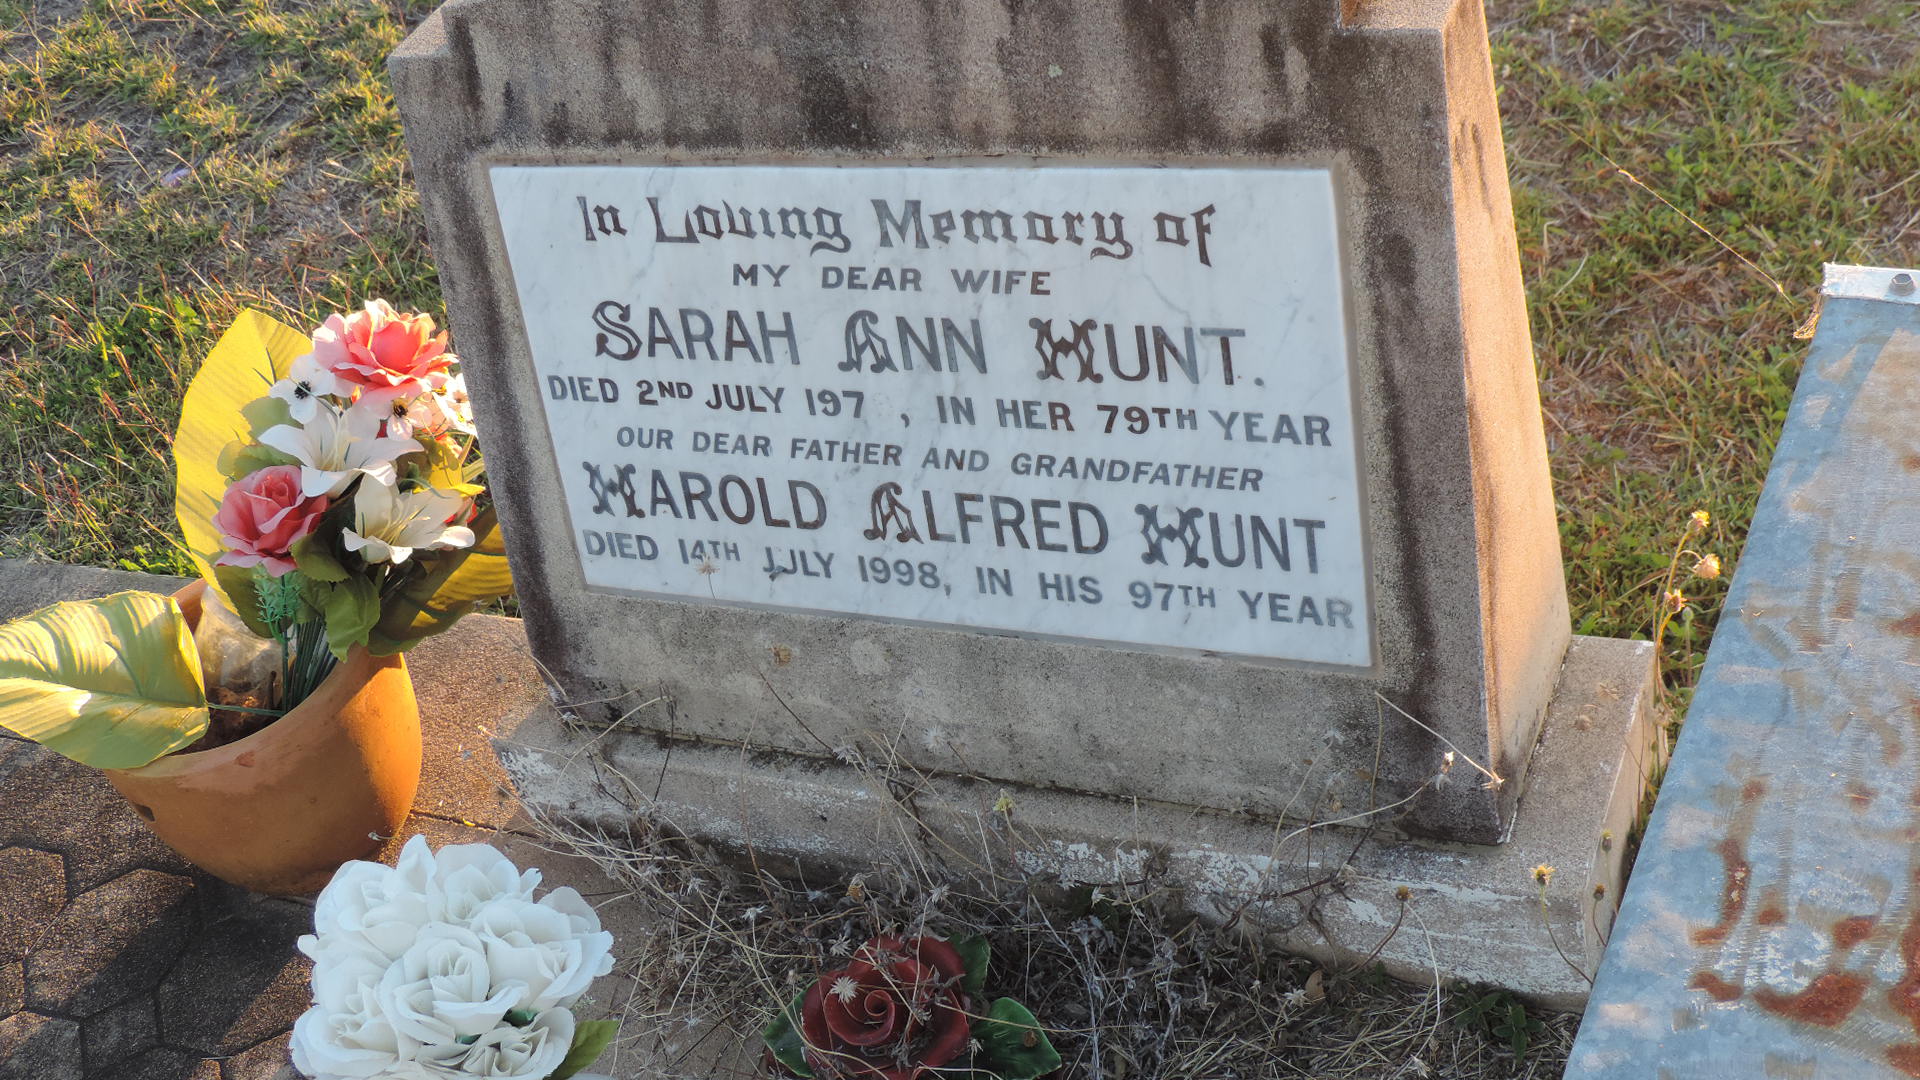 In Loving Memory of
MY DEAR WIFE
SARAH ANN HUNT.
DIED 2ND JULY 197 , IN HER 79TH YEAR
OUR DEAR FATHER AND GRANDFATHER
HAROLD ALFRED HUNT
DIED 14TH JULY 1998, IN HIS 97TH YEAR